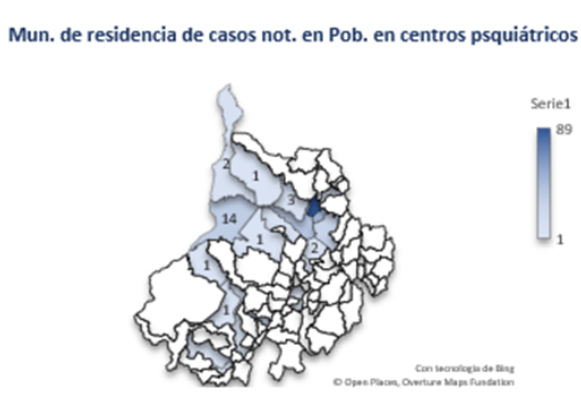 Mun. de residencia de casos not. en Pob. en centros psquiátricos
Serie1
89
2
1
3
14
1
2
1
1
1
Con tecnología de Bing
© Open Places, Overture Maps Fundation